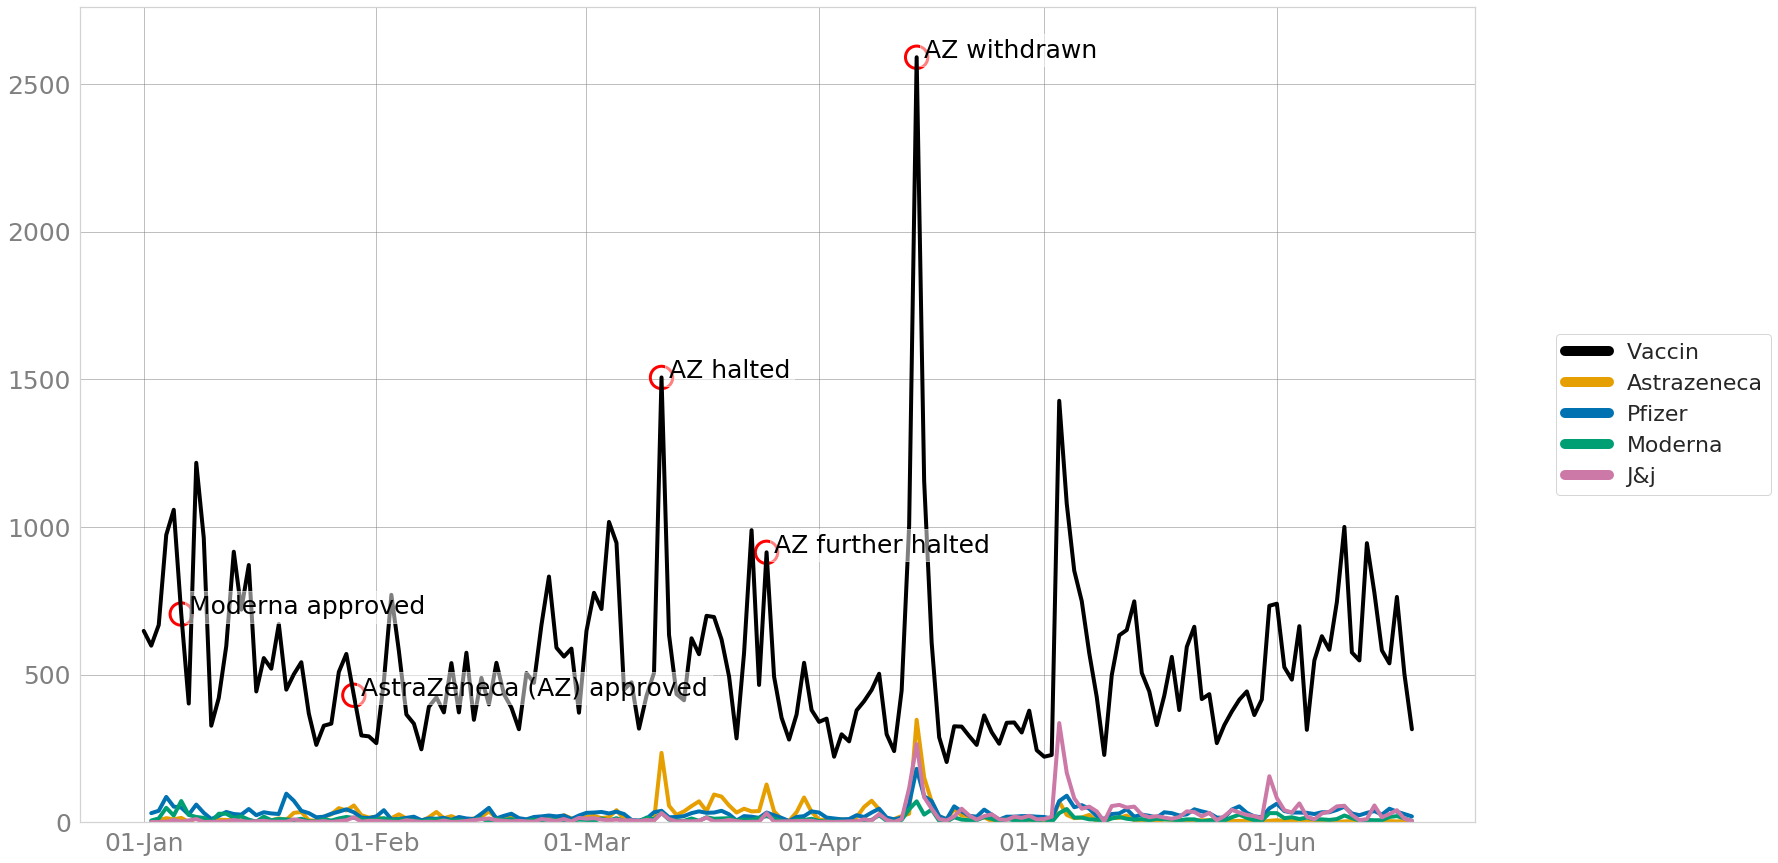 2500
2000
1500
1000
500
0
01-Jan
01-Feb
01-Mar
01-Apr
01-May
01-Jun
AZ withdrawn
AZ halted
AZ further halted
Moderna approved
AstraZeneca (AZ) approved
Vaccin
Astrazeneca
Pfizer
Moderna
J&j